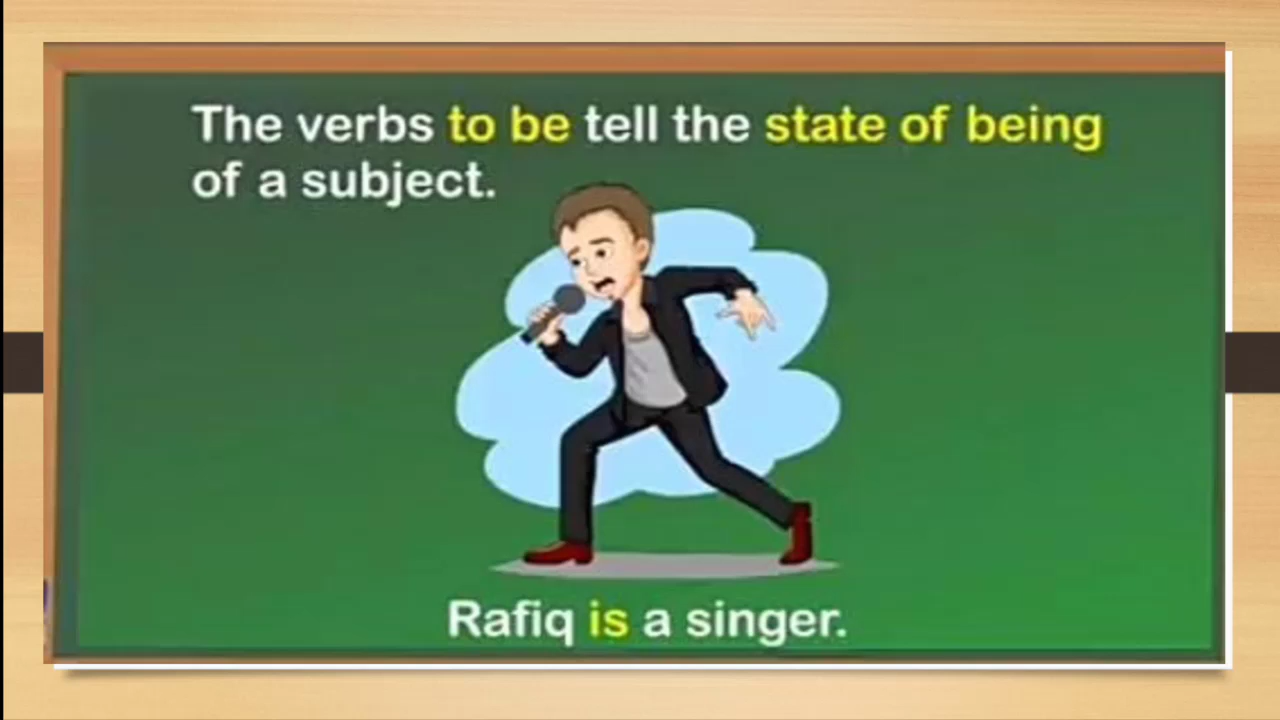 The verbs to be tell the state of being
of a subject.
Rafiq is a singer.